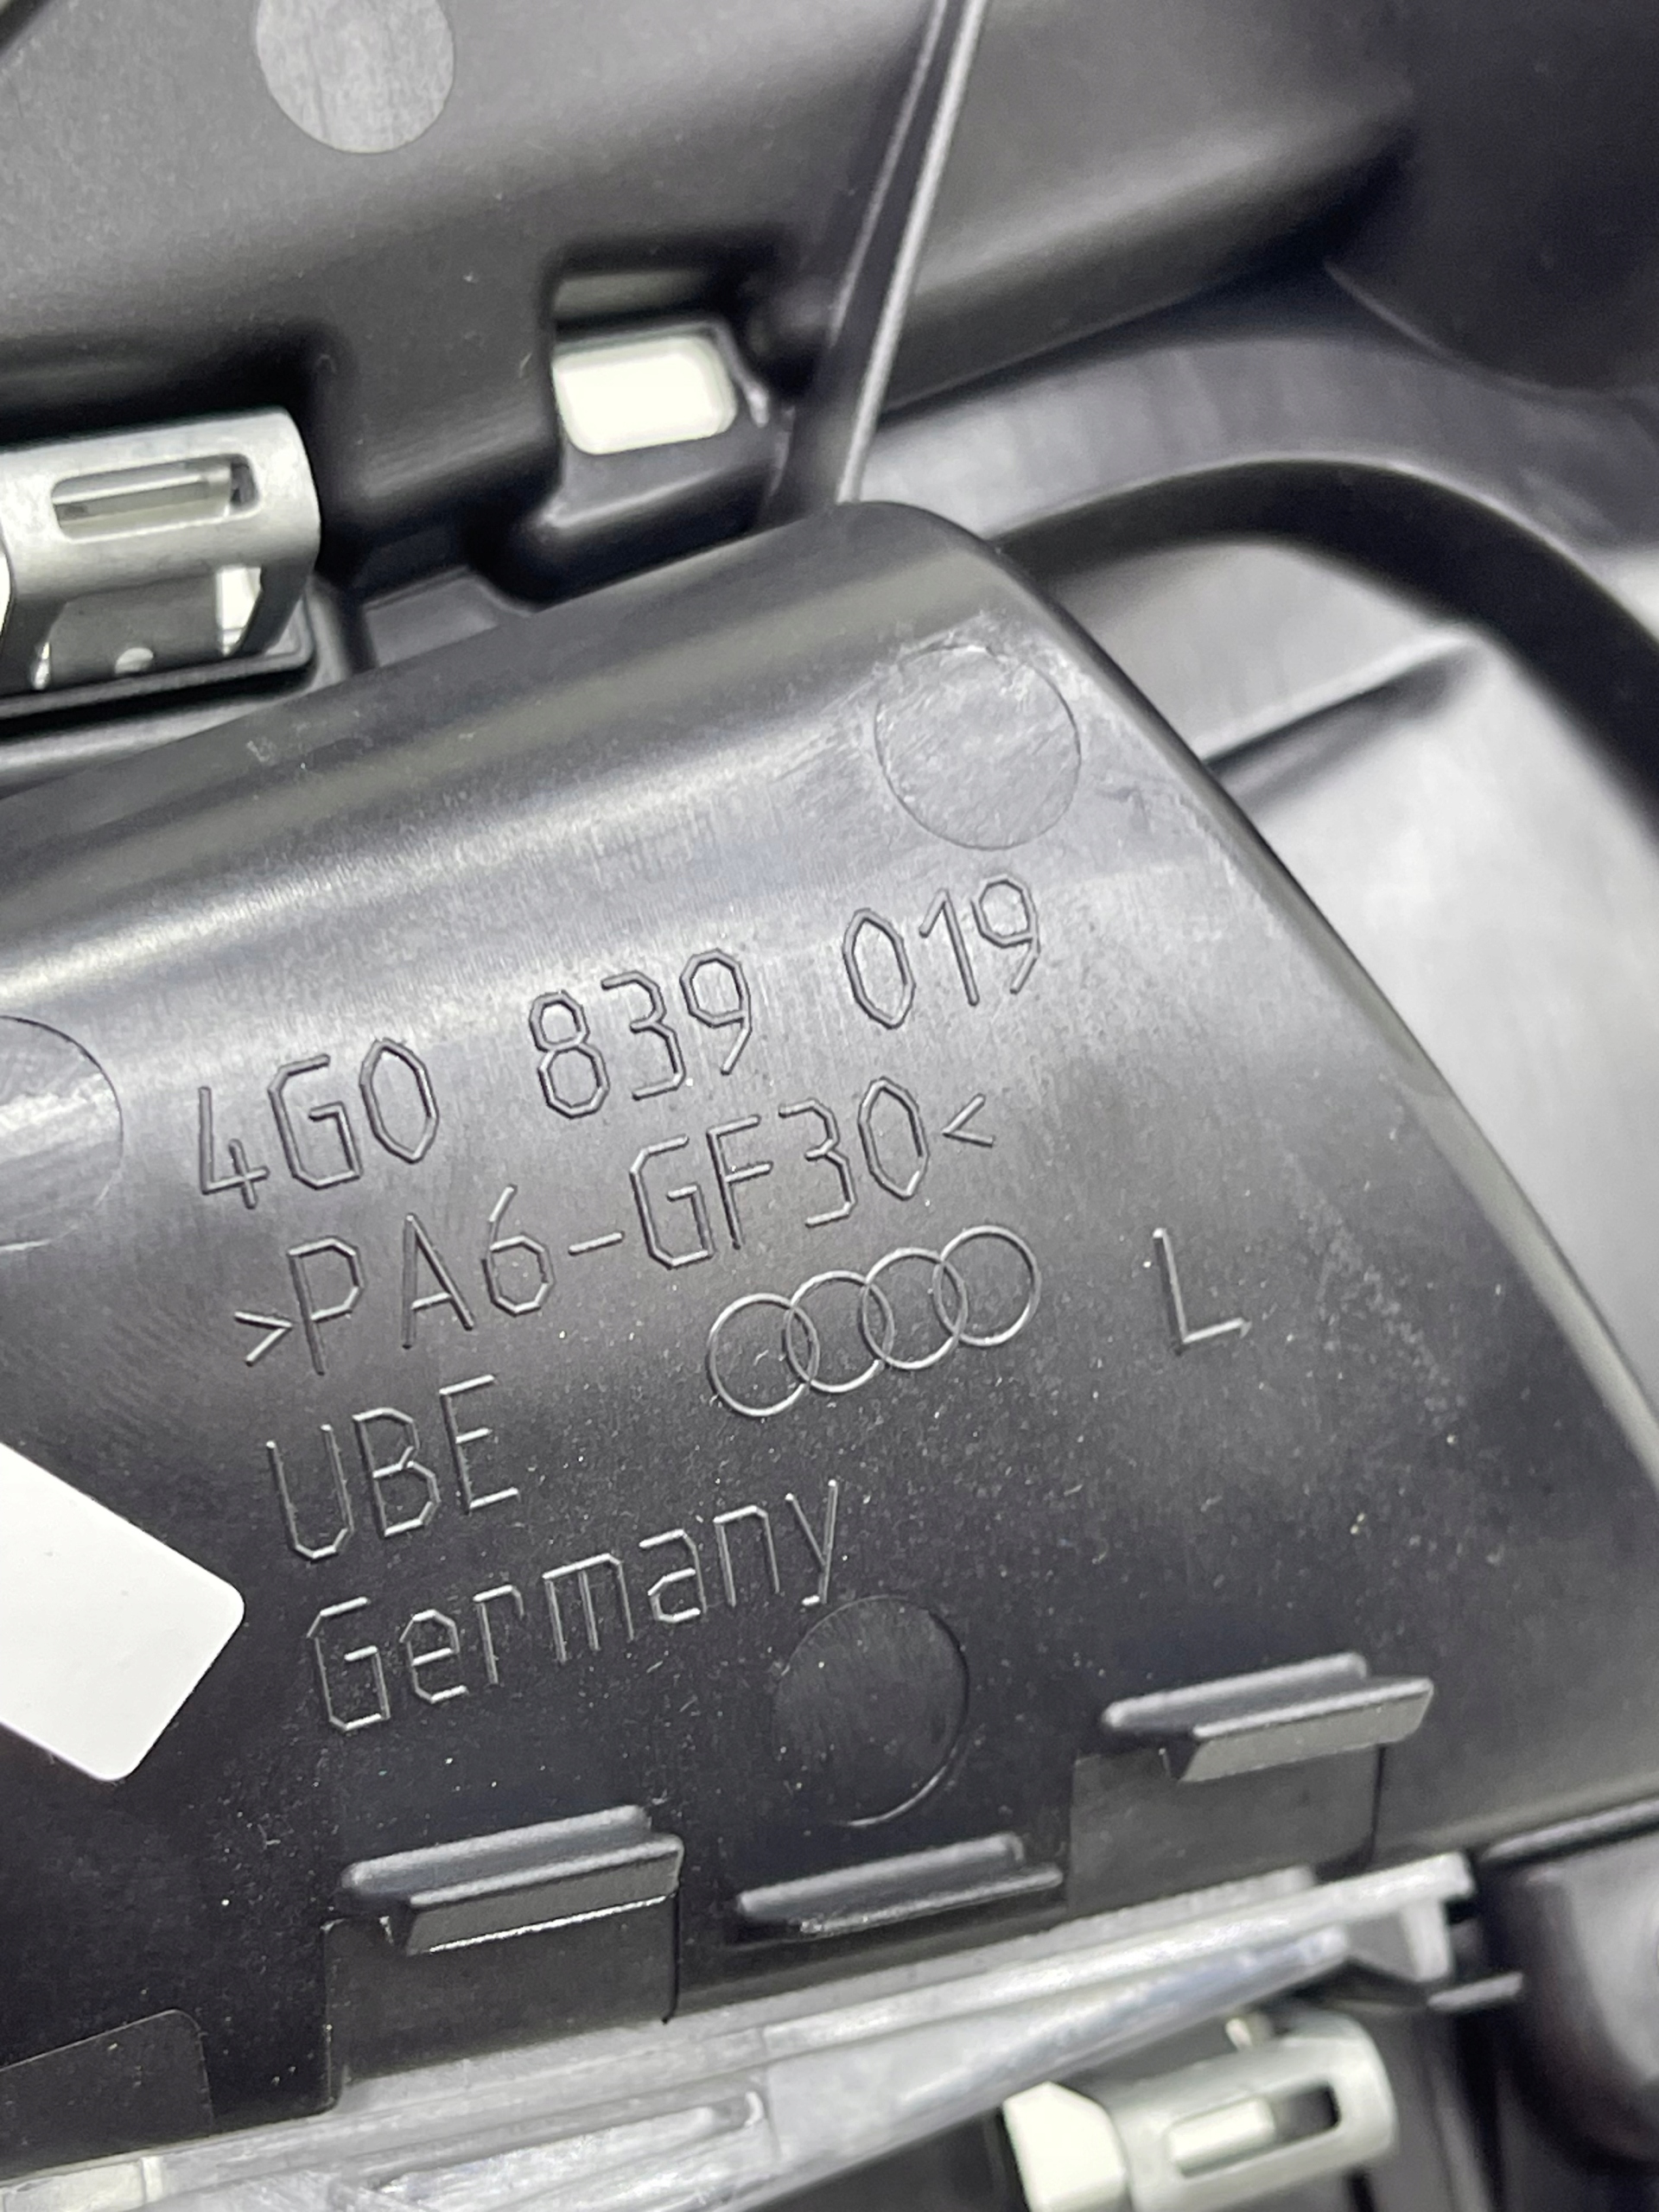 4G0 839 019
>PA6-GF30<
UBE L
Germany